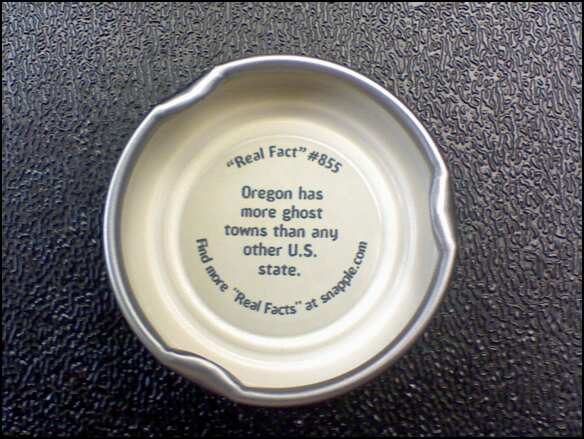 "Real Fact" #855
Oregon has
more ghost
towns than any
other U.S.
state.
Find more "Real Facts" at snapple.com